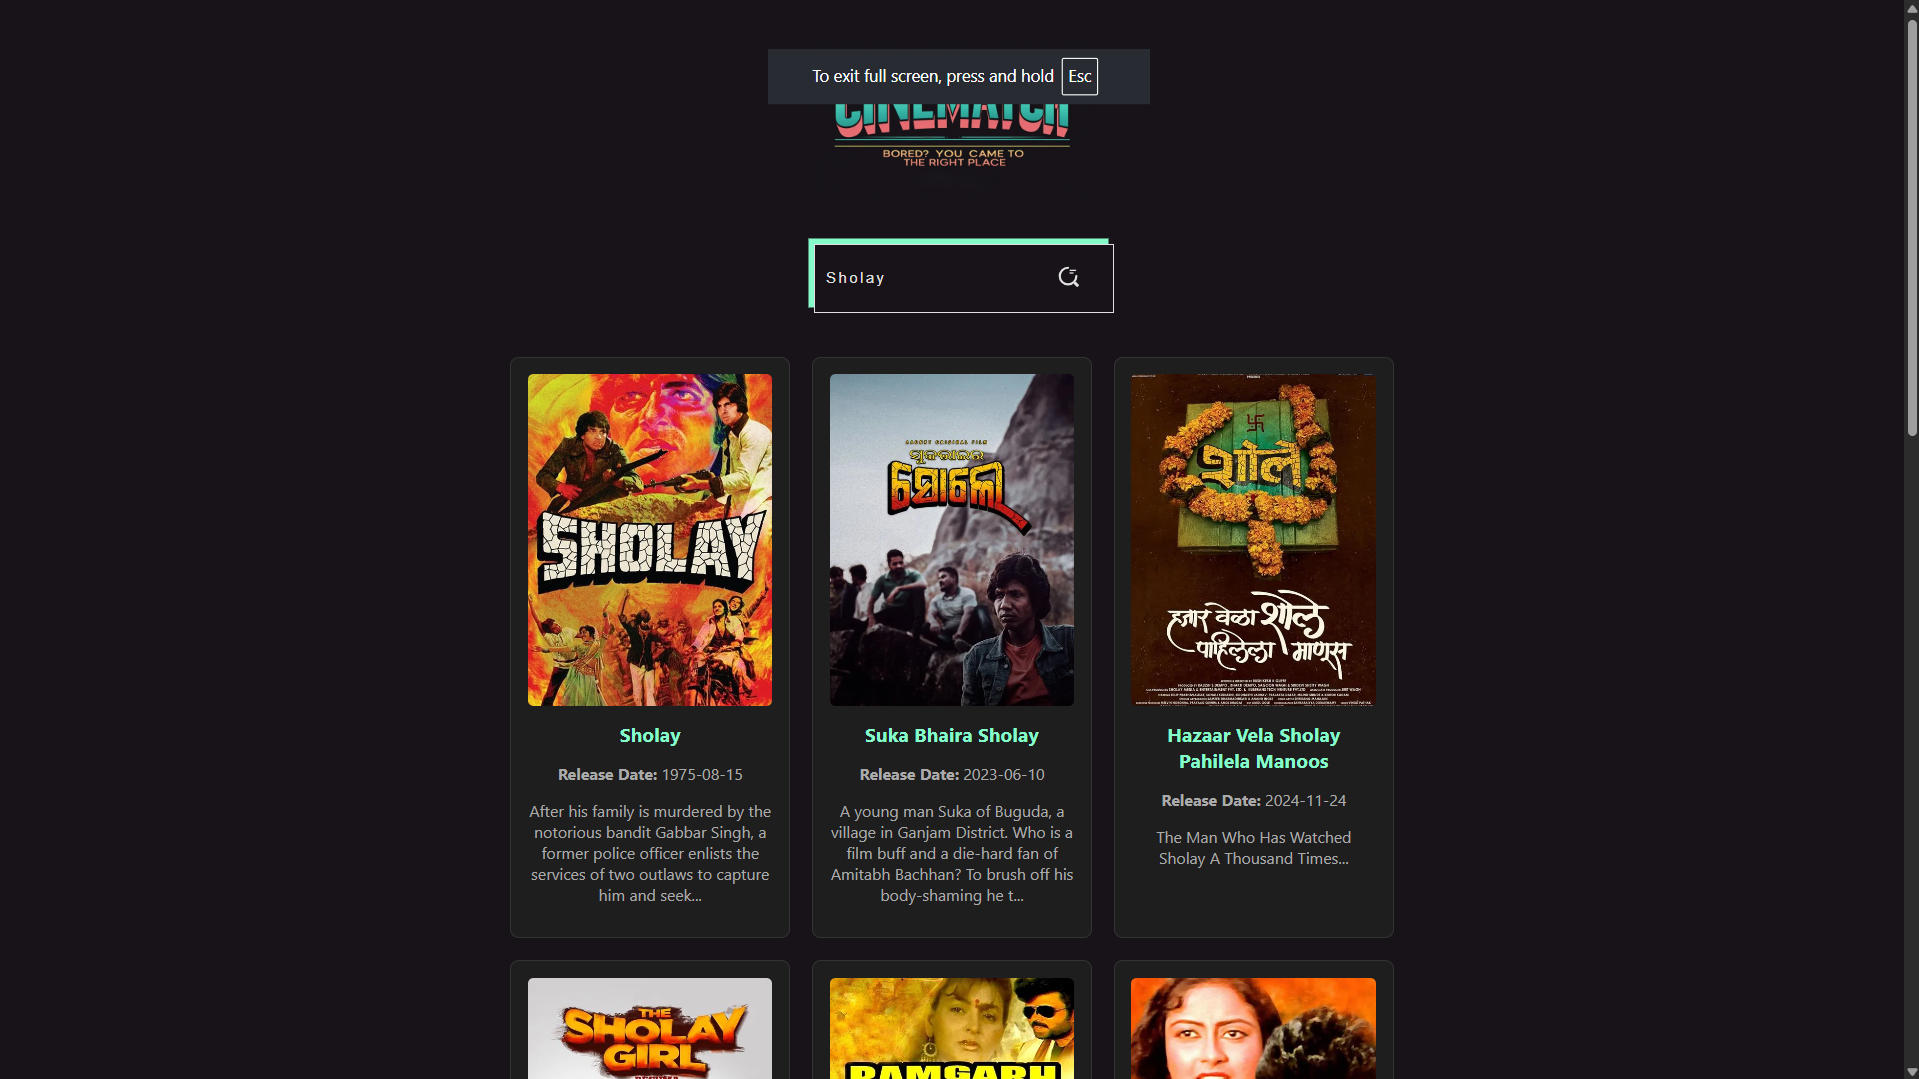 To exit full screen, press and hold Esc
CINEMATCH
BORED? YOU CAME TO
THE RIGHT PLACE
Sholay
SHOLAY
ସୋଲେ
शोले
हजार वेळा शोले
पाहिलेला माणूस
Sholay
Suka Bhaira Sholay
Hazaar Vela Sholay
Pahilela Manoos
Release Date: 1975-08-15
Release Date: 2023-06-10
Release Date: 2024-11-24
After his family is murdered by the
notorious bandit Gabbar Singh, a
former police officer enlists the
services of two outlaws to capture
him and seek...
A young man Suka of Buguda, a
village in Ganjam District. Who is a
film buff and a die-hard fan of
Amitabh Bachhan? To brush off his
body-shaming he t...
The Man Who Has Watched
Sholay A Thousand Times...
THE
SHOLAY
GIRL
RAMGARH